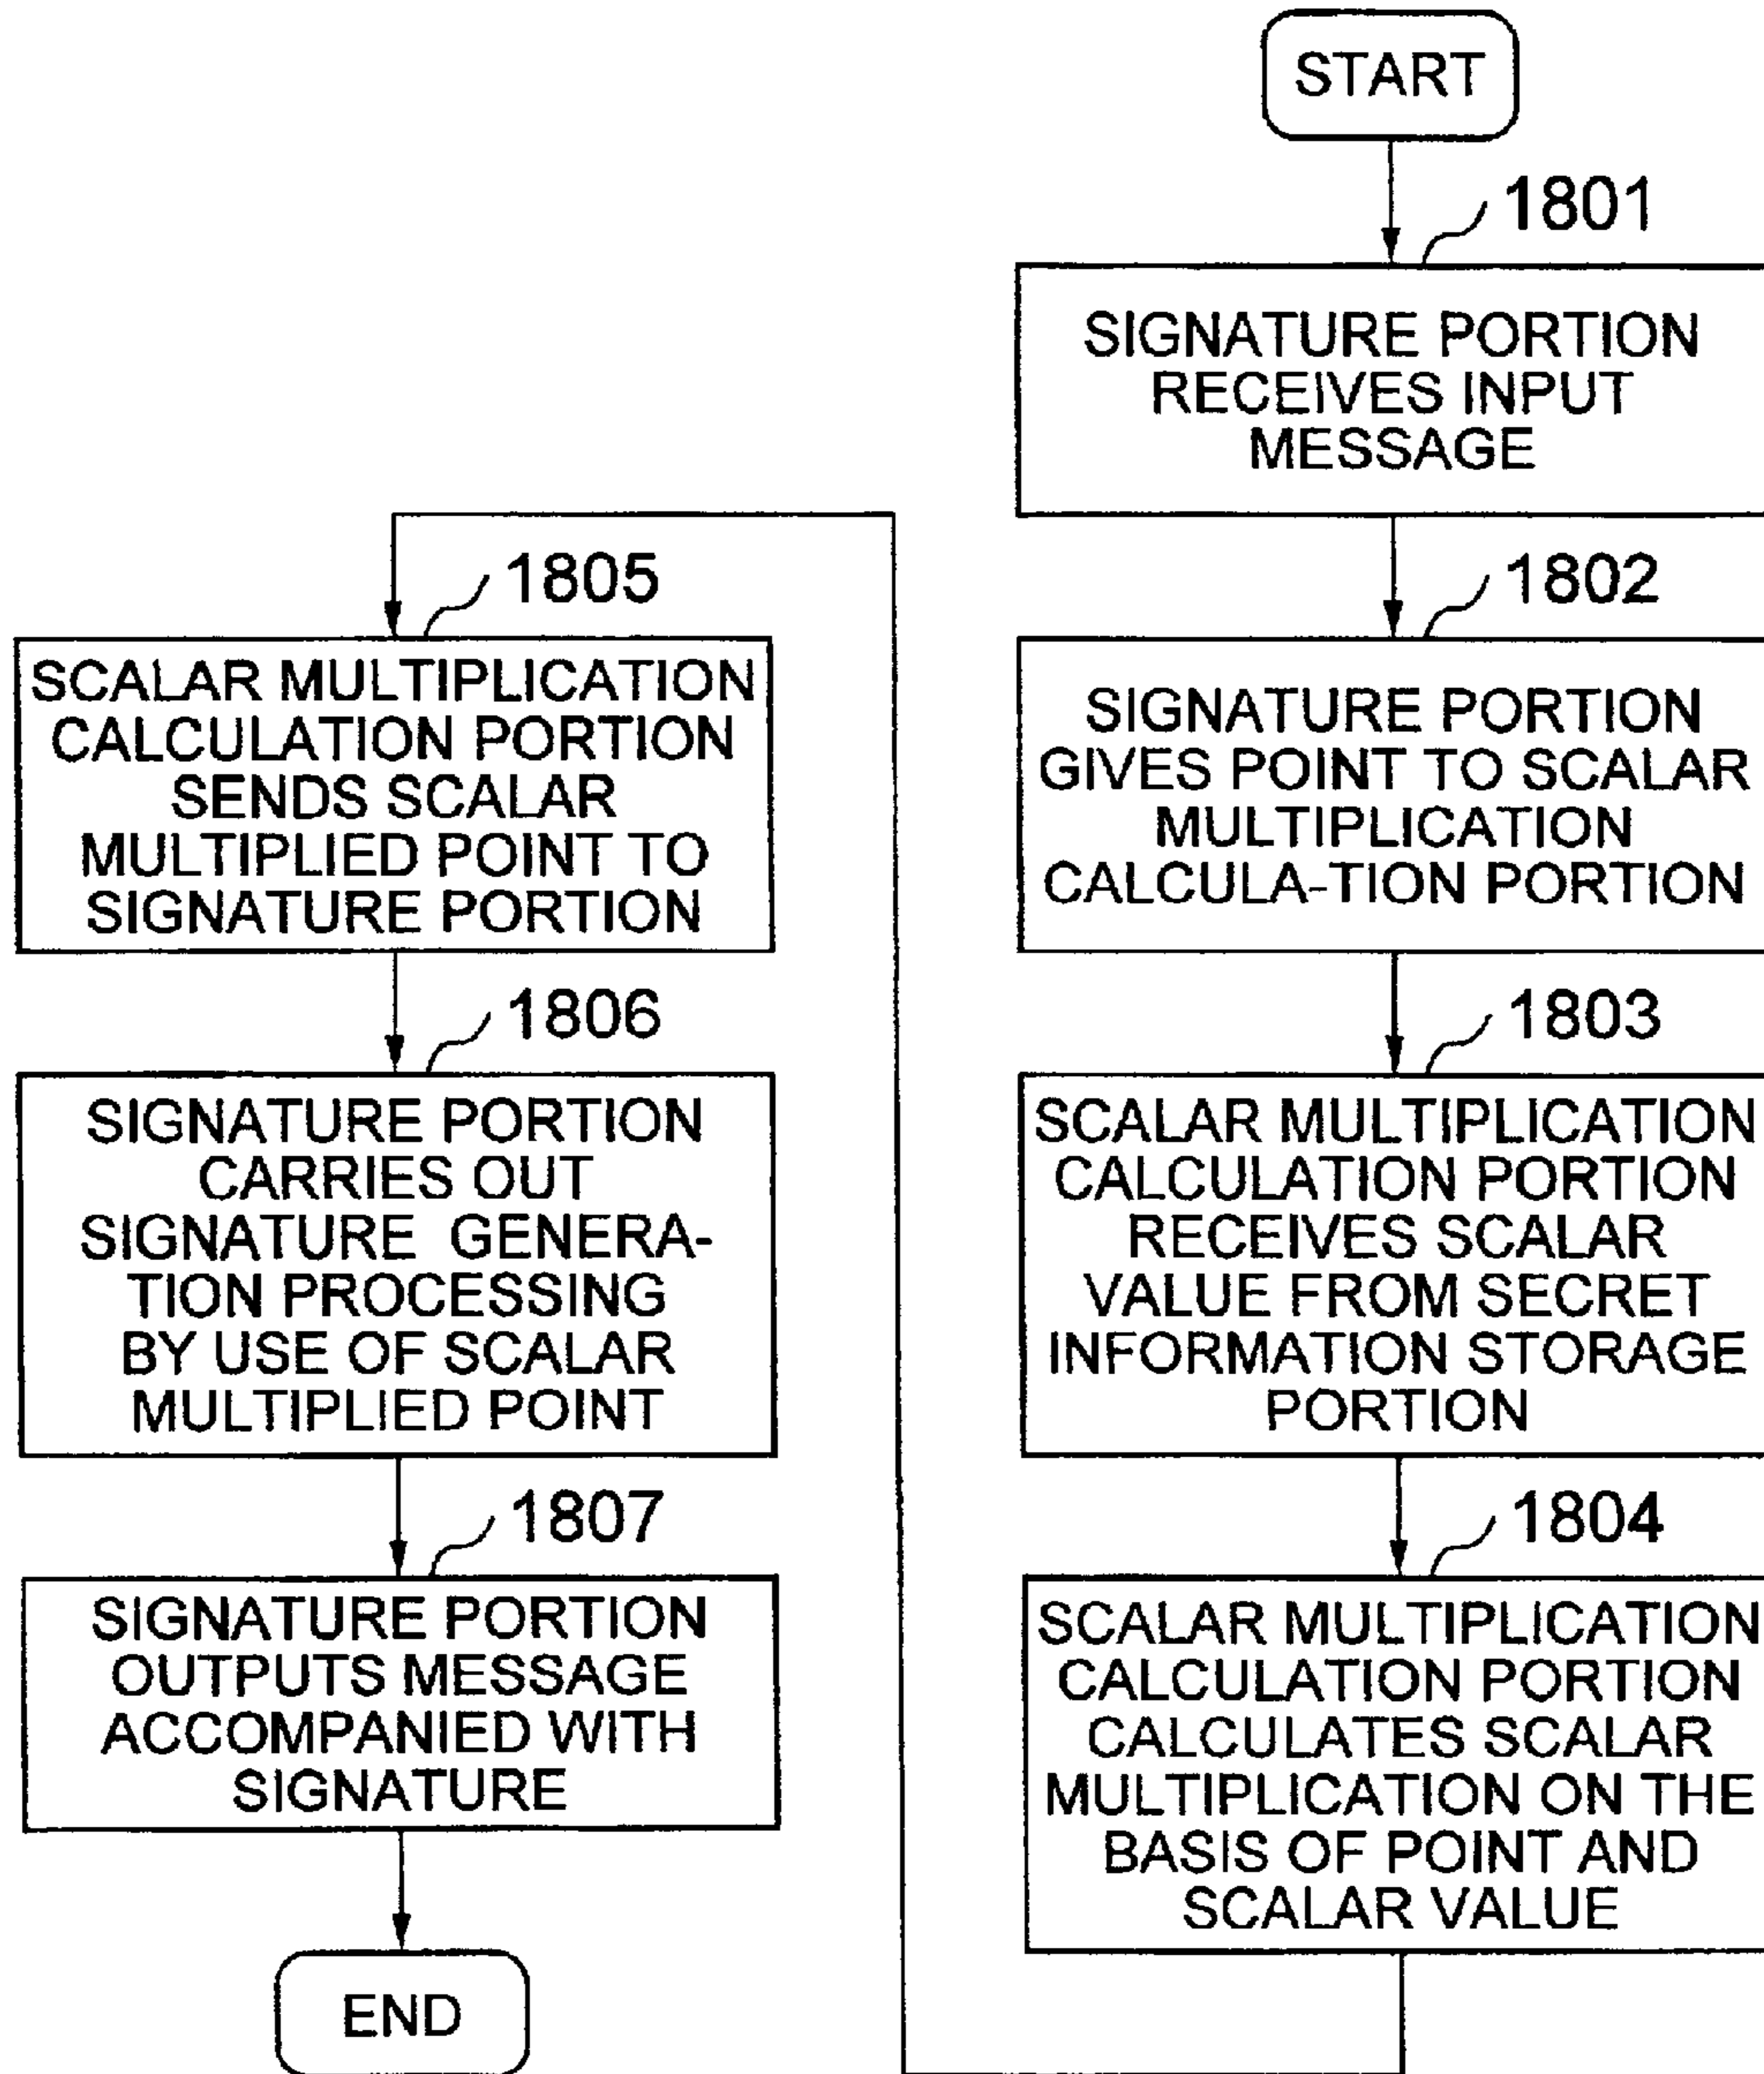 START
1801
SIGNATURE PORTION
RECEIVES INPUT
MESSAGE
1802
SIGNATURE PORTION
GIVES POINT TO SCALAR
MULTIPLICATION
CALCULA-TION PORTION
1803
SCALAR MULTIPLICATION
CALCULATION PORTION
RECEIVES SCALAR
VALUE FROM SECRET
INFORMATION STORAGE
PORTION
1804
SCALAR MULTIPLICATION
CALCULATION PORTION
CALCULATES SCALAR
MULTIPLICATION ON THE
BASIS OF POINT AND
SCALAR VALUE
1805
SCALAR MULTIPLICATION
CALCULATION PORTION
SENDS SCALAR
MULTIPLIED POINT TO
SIGNATURE PORTION
1806
SIGNATURE PORTION
CARRIES OUT
SIGNATURE GENERA-
TION PROCESSING
BY USE OF SCALAR
MULTIPLIED POINT
1807
SIGNATURE PORTION
OUTPUTS MESSAGE
ACCOMPANIED WITH
SIGNATURE
END